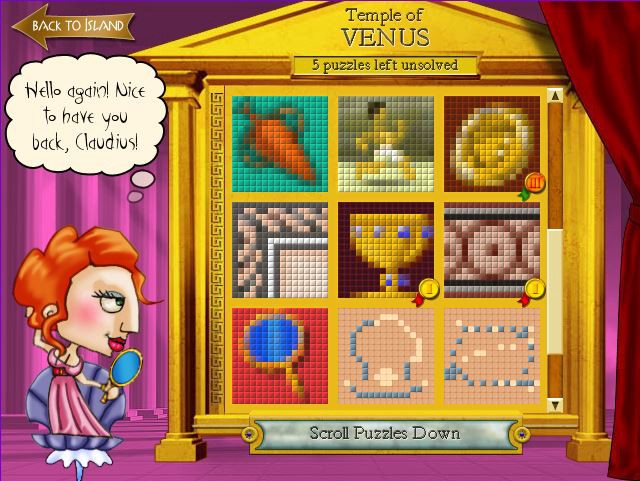 BACK TO ISLAND
Temple of
VENUS
5 puzzles left unsolved
Hello again! Nice
to have you
back, Claudius!
III
I
I
Scroll Puzzles Down